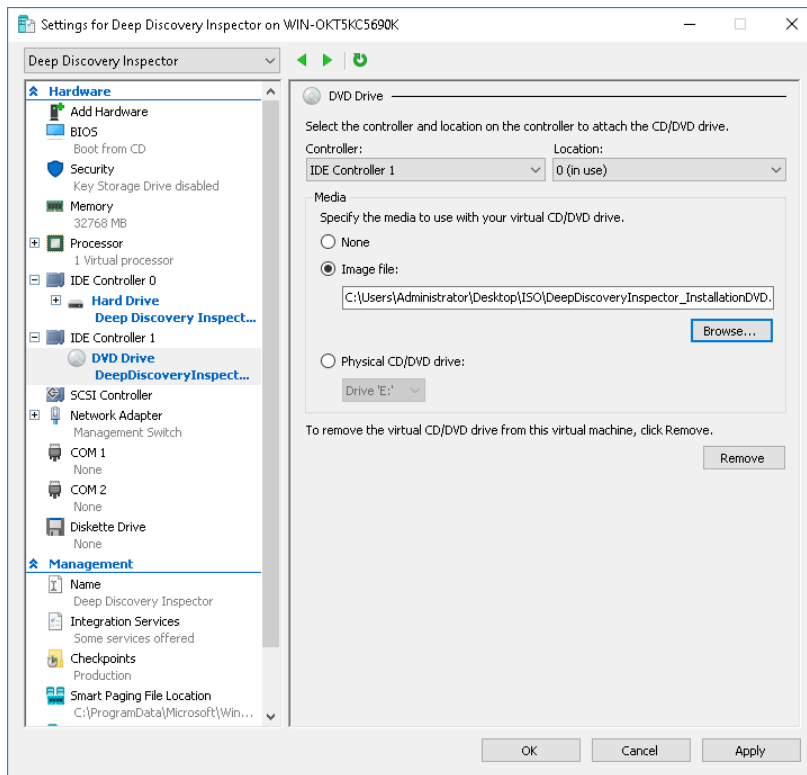 Settings for Deep Discovery Inspector on WIN-OKT5KC5690K
Deep Discovery Inspector
Hardware
Add Hardware
BIOS
Boot from CD
Security
Key Storage Drive disabled
Memory
32768 MB
Processor
1 Virtual processor
IDE Controller 0
Hard Drive
Deep Discovery Inspect...
IDE Controller 1
DVD Drive
DeepDiscoveryInspect...
SCSI Controller
Network Adapter
Management Switch
COM 1
None
COM 2
None
Diskette Drive
None
Management
Name
Deep Discovery Inspector
Integration Services
Some services offered
Checkpoints
Production
Smart Paging File Location
C:\ProgramData\Microsoft\Win...
DVD Drive
Select the controller and location on the controller to attach the CD/DVD drive.
Controller: Location:
IDE Controller 1 0 (in use)
Media
Specify the media to use with your virtual CD/DVD drive.
None
Image file:
C:\Users\Administrator\Desktop\ISO\DeepDiscoveryInspector_InstallationDVD.
Browse...
Physical CD/DVD drive:
Drive 'E:'
To remove the virtual CD/DVD drive from this virtual machine, click Remove.
Remove
OK Cancel Apply